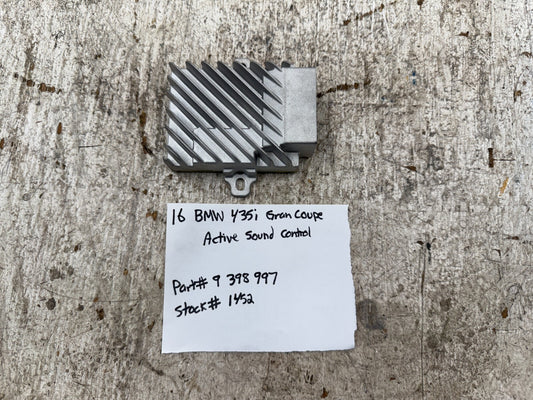 16 BMW 435i Gran Coupe
Active Sound Control
Part# 9 398 997
Stock# 1452